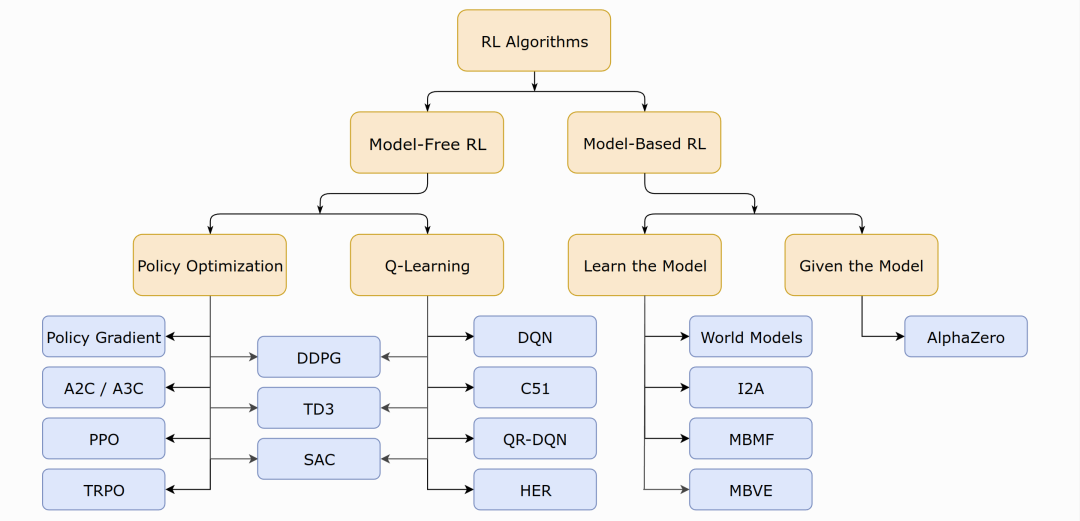 RL Algorithms
Model-Free RL
Model-Based RL
Policy Optimization
Q-Learning
Learn the Model
Given the Model
Policy Gradient
DDPG
DQN
World Models
AlphaZero
A2C / A3C
TD3
C51
I2A
PPO
SAC
QR-DQN
MBMF
TRPO
HER
MBVE